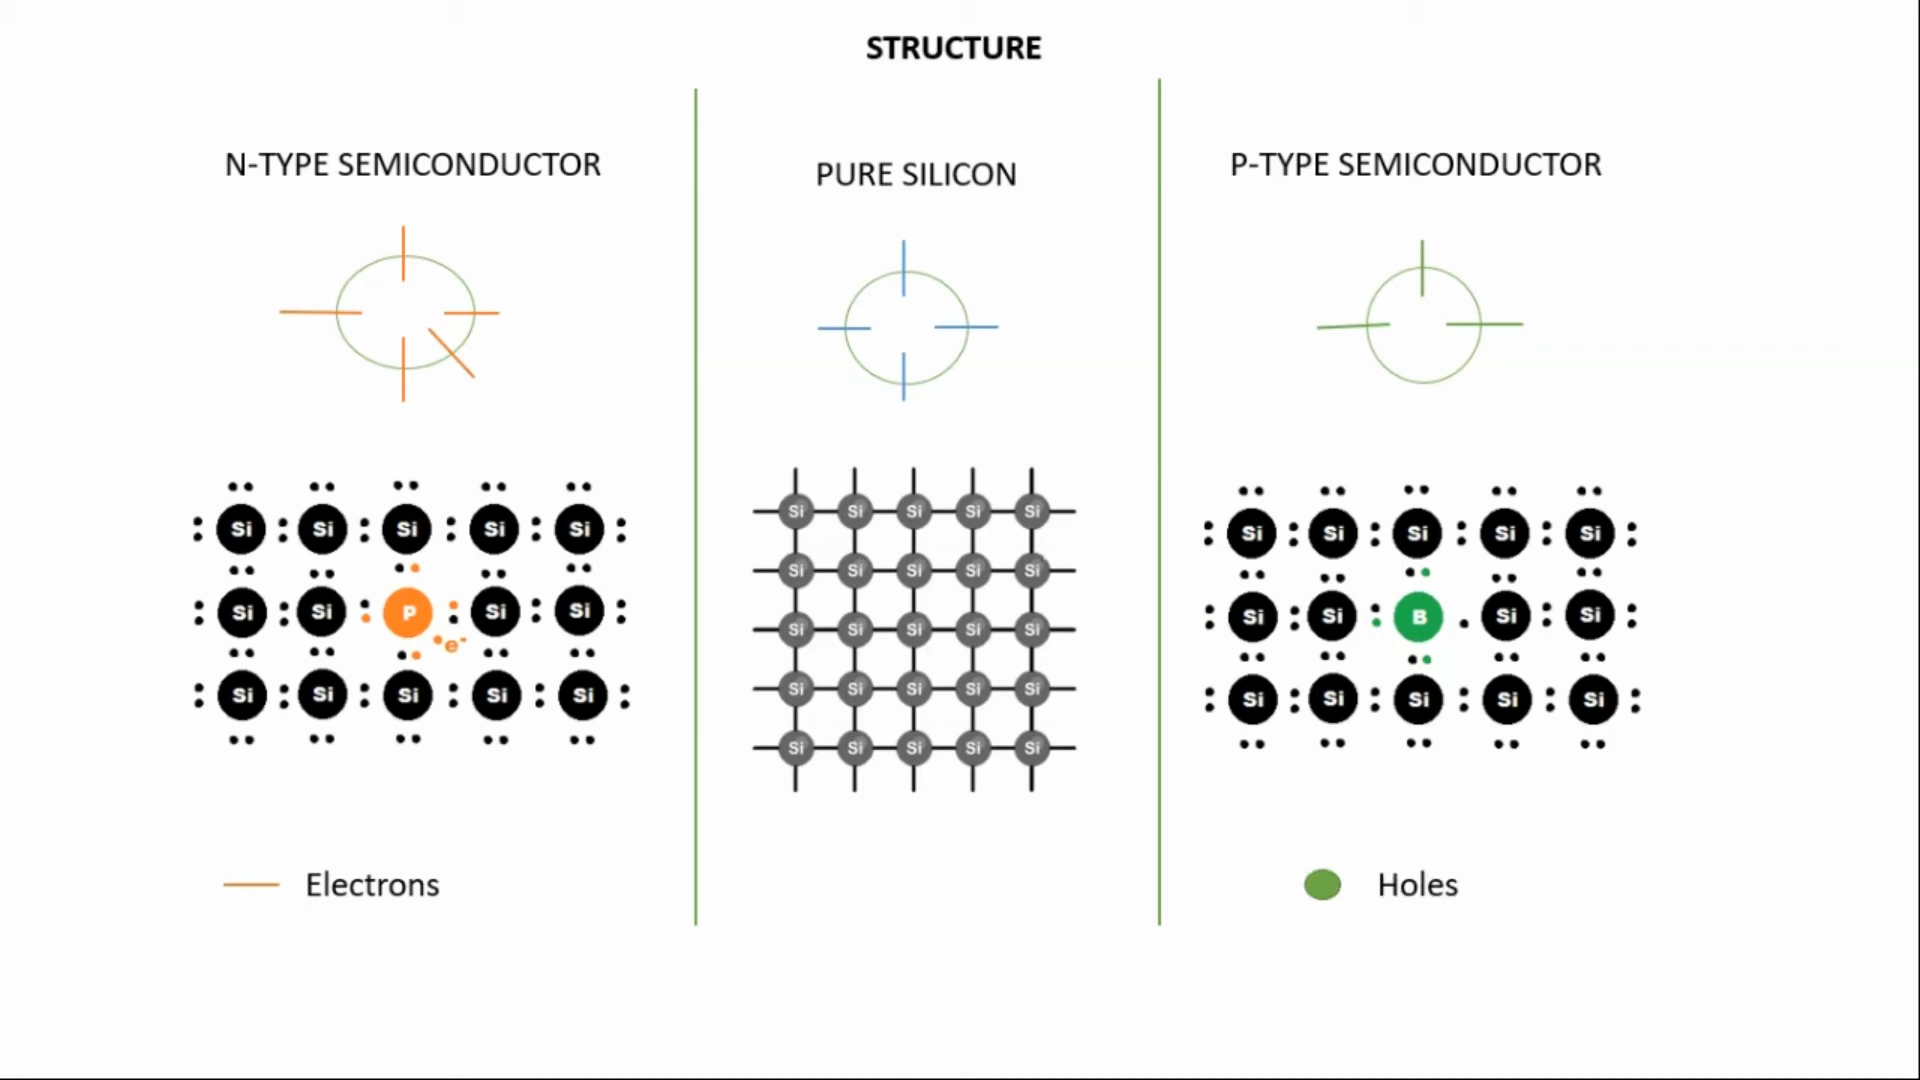 STRUCTURE
N-TYPE SEMICONDUCTOR
Si Si Si Si Si
Si Si P Si Si
e-
Si Si Si Si Si
Electrons
PURE SILICON
Si Si Si Si Si
Si Si Si Si Si
Si Si Si Si Si
Si Si Si Si Si
Si Si Si Si Si
P-TYPE SEMICONDUCTOR
Si Si Si Si Si
Si Si B Si Si
Si Si Si Si Si
Holes